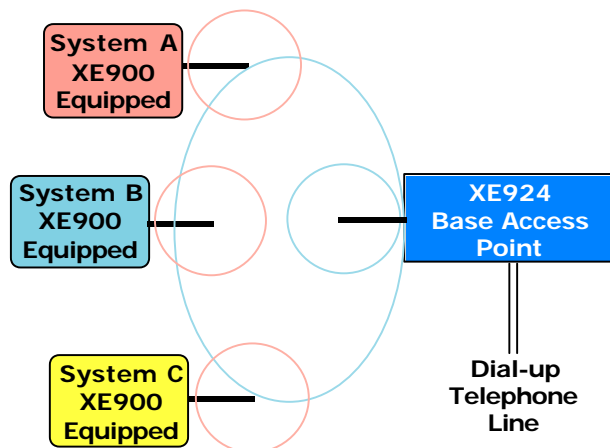 System A
XE900
Equipped
System B
XE900
Equipped
XE924
Base Access
Point
System C
XE900
Equipped
Dial-up
Telephone
Line